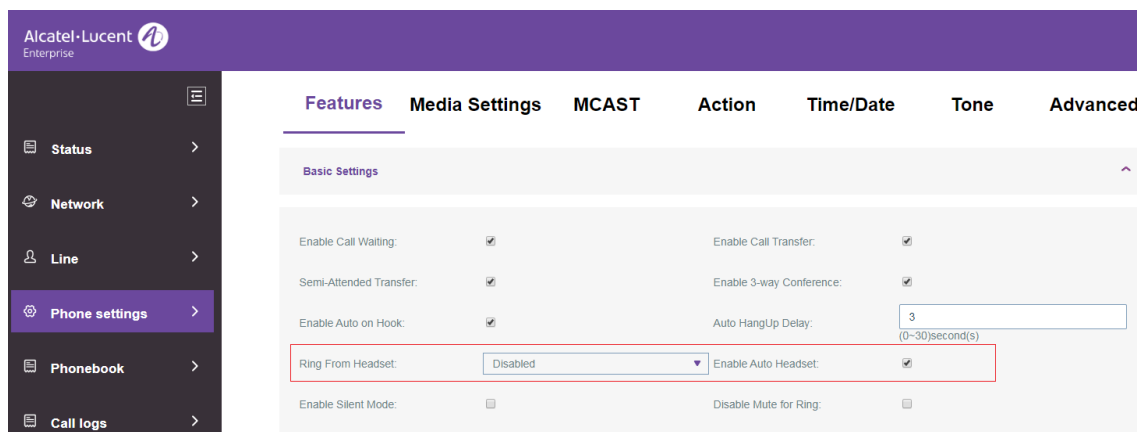 Alcatel·Lucent
Enterprise
Status
Network
Line
Phone settings
Phonebook
Call logs
Features Media Settings MCAST Action Time/Date Tone Advanced
Basic Settings
Enable Call Waiting: Enable Call Transfer:
Semi-Attended Transfer: Enable 3-way Conference:
Enable Auto on Hook: Auto HangUp Delay: 3
(0~30)second(s)
Ring From Headset: Disabled Enable Auto Headset:
Enable Silent Mode: Disable Mute for Ring: